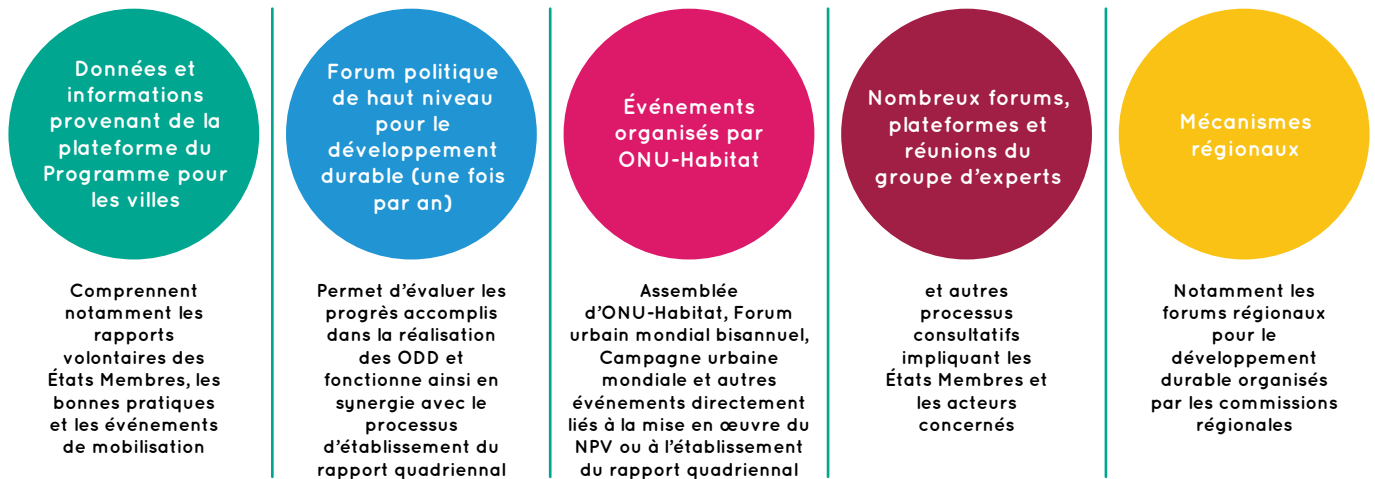 Données et
informations
provenant de la
plateforme du
Programme pour
les villes
Comprennent
notamment les
rapports
volontaires des
États Membres, les
bonnes pratiques
et les événements
de mobilisation
Forum politique
de haut niveau
pour le
développement
durable (une fois
par an)
Permet d'évaluer les
progrès accomplis
dans la réalisation
des ODD et
fonctionne ainsi en
synergie avec le
processus
d'établissement du
rapport quadriennal
Événements
organisés par
ONU-Habitat
Assemblée
d'ONU-Habitat, Forum
urbain mondial bisannuel,
Campagne urbaine
mondiale et autres
événements directement
liés à la mise en œuvre du
NPV ou à l'établissement
du rapport quadriennal
Nombreux forums,
plateformes et
réunions du
groupe d'experts
et autres
processus
consultatifs
impliquant les
États Membres et
les acteurs
concernés
Mécanismes
régionaux
Notamment les
forums régionaux
pour le
développement
durable organisés
par les commissions
régionales